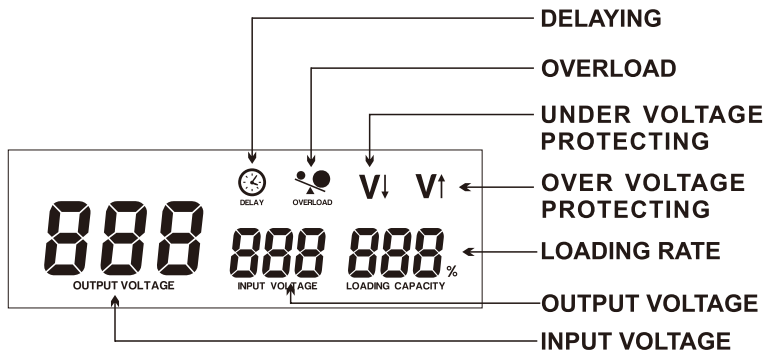 DELAYING
OVERLOAD
UNDER VOLTAGE
PROTECTING
OVER VOLTAGE
PROTECTING
LOADING RATE
OUTPUT VOLTAGE
INPUT VOLTAGE
DELAY
OVERLOAD
V↓
V↑
888
888
888%
OUTPUT VOLTAGE
INPUT VOLTAGE
LOADING CAPACITY